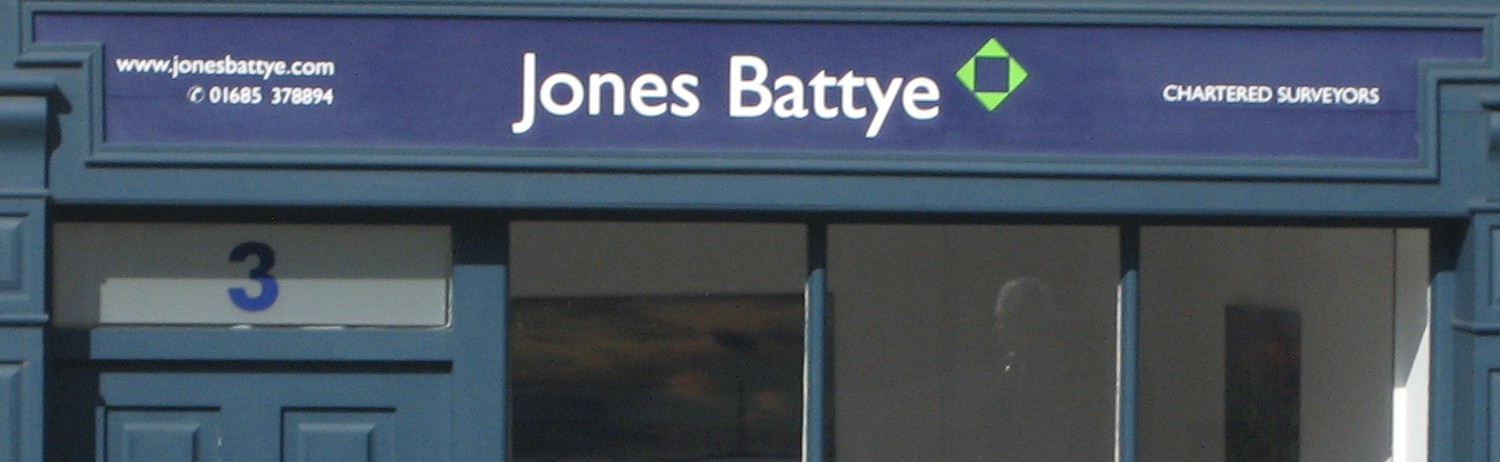 www.jonesbattye.com
✆ 01685 378894
Jones Battye
CHARTERED SURVEYORS
3